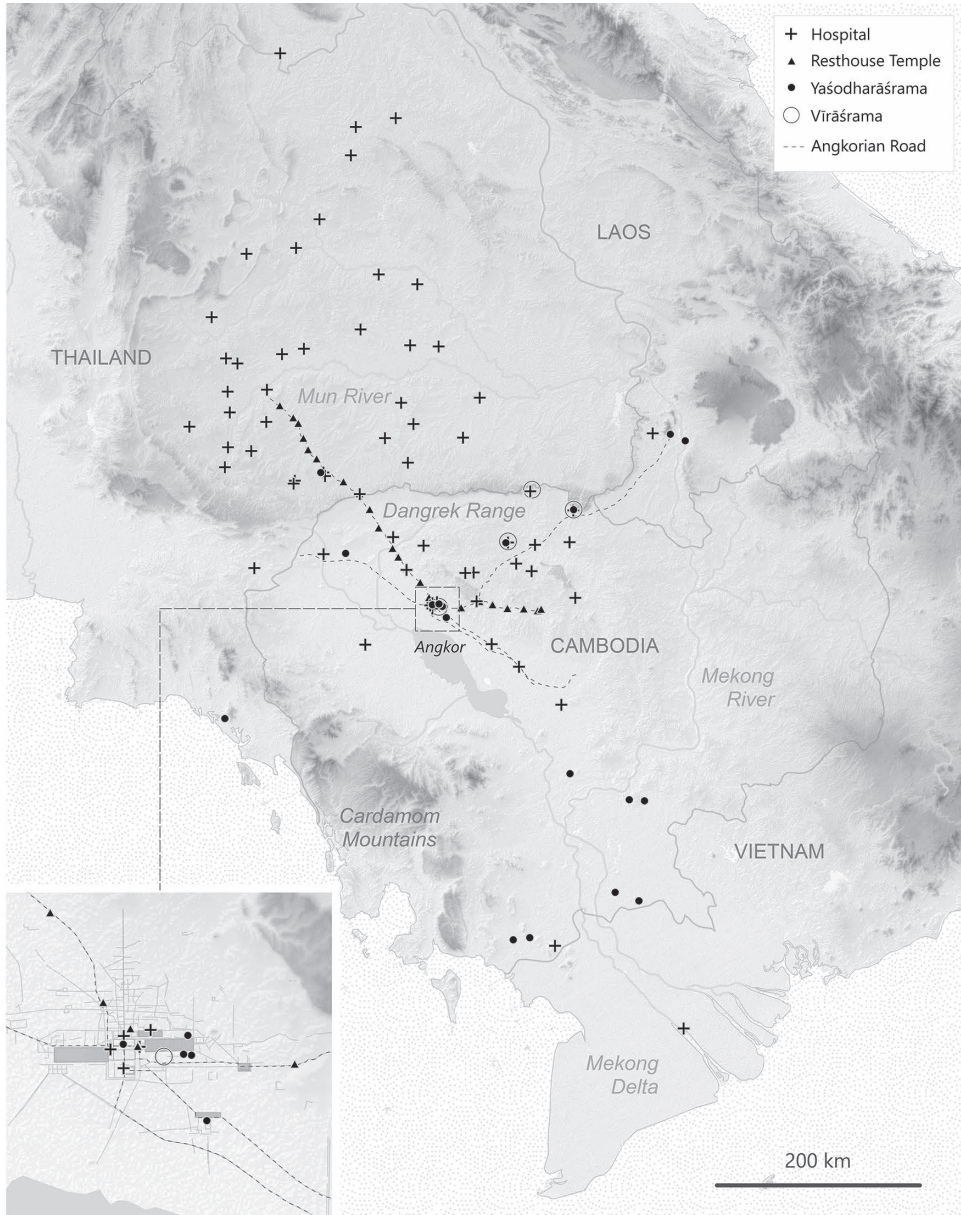 Hospital
Resthouse Temple
Yaśodharāśrama
Vīrāśrama
Angkorian Road
LAOS
THAILAND
Mun River
Dangrek Range
Angkor
CAMBODIA
Mekong
River
Cardamom
Mountains
VIETNAM
Mekong
Delta
200 km